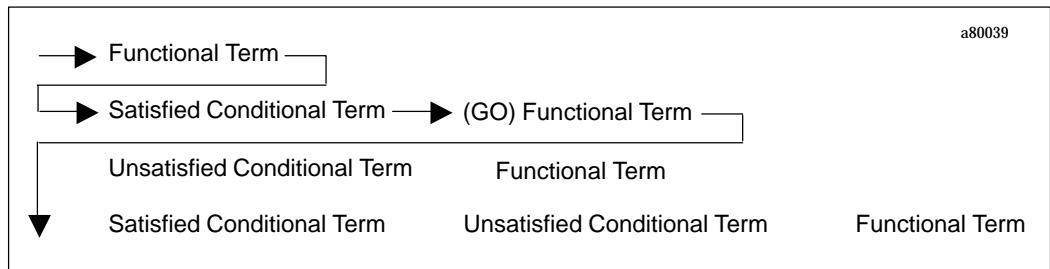 a80039
Functional Term
Satisfied Conditional Term (GO) Functional Term
Unsatisfied Conditional Term Functional Term
Satisfied Conditional Term Unsatisfied Conditional Term Functional Term